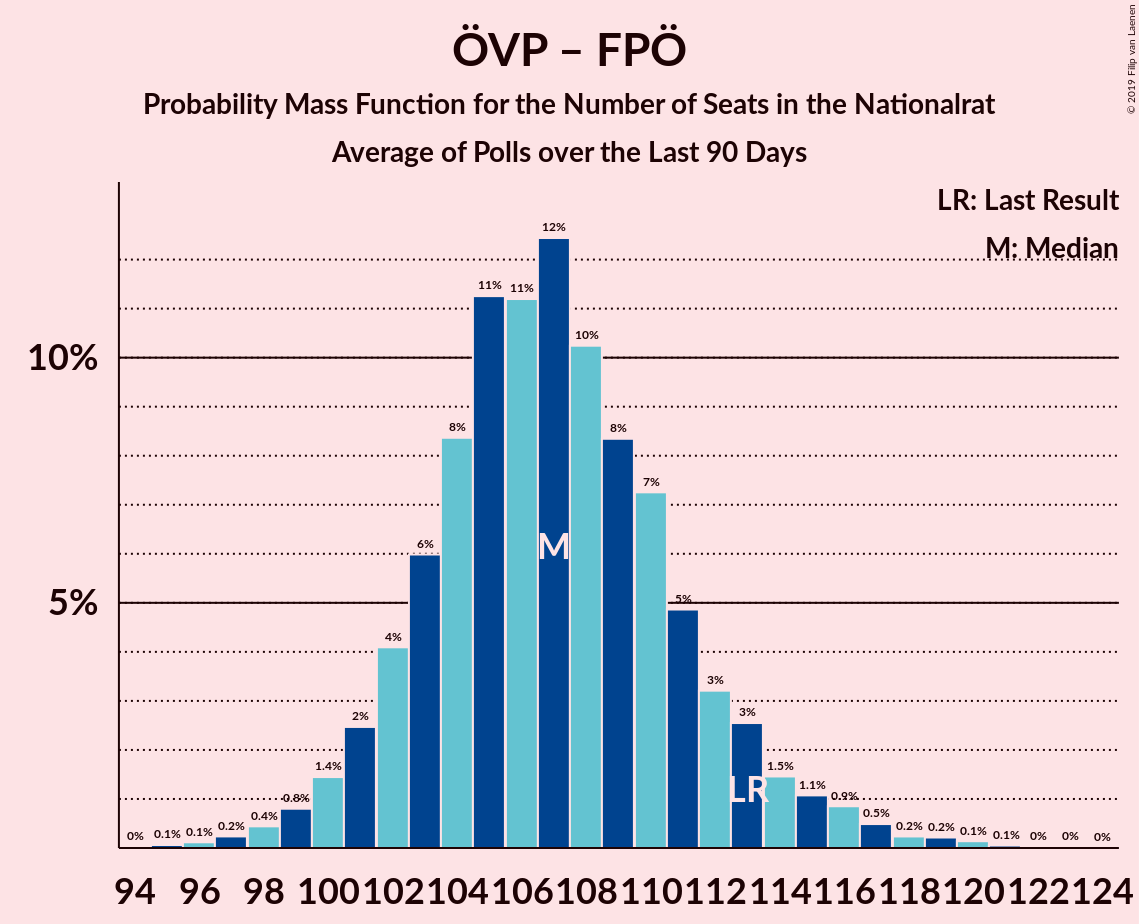 ÖVP – FPÖ
Probability Mass Function for the Number of Seats in the Nationalrat
Average of Polls over the Last 90 Days
© 2019 Filip van Laenen
LR: Last Result
M: Median
10%
5%
0% 0.1% 0.1% 0.2% 0.4% 0.8% 1.4% 2% 4% 6% 8% 11% 11% 12% 10% 8% 7% 5% 3% 3% 1.5% 1.1% 0.9% 0.5% 0.2% 0.2% 0.1% 0.1% 0% 0% 0%
M
LR
94 96 98 100 102 104 106 108 110 112 114 116 118 120 122 124